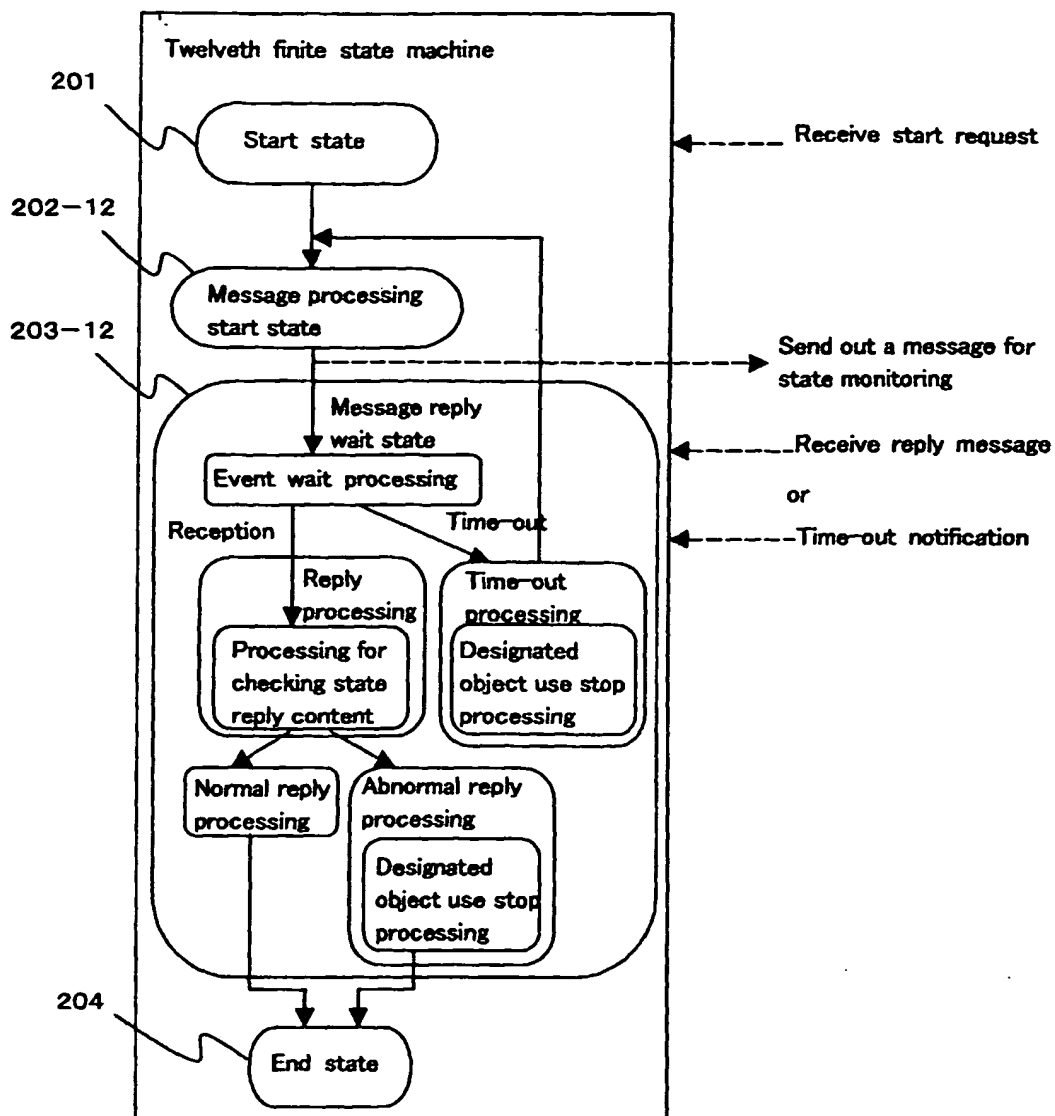 Twelveth finite state machine
201
Start state
Receive start request
202-12
Message processing
start state
203-12
Send out a message for
state monitoring
Message reply
wait state
Receive reply message
Event wait processing
or
Reception
Time-out
Time-out notification
Reply
processing
Time-out
processing
Processing for
checking state
reply content
Designated
object use stop
processing
Normal reply
processing
Abnormal reply
processing
Designated
object use stop
processing
204
End state